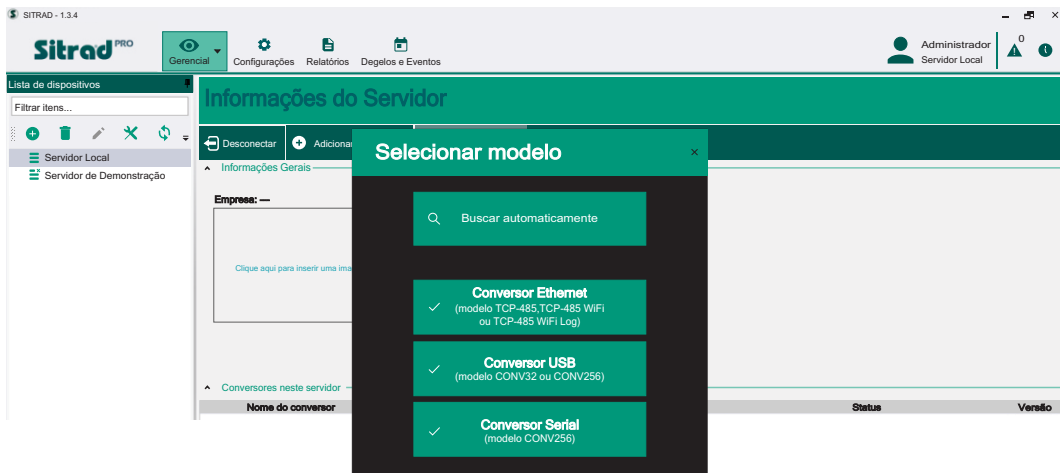 SITRAD - 1.3.4
Sitrad PRO
Gerencial
Configurações
Relatórios
Degelos e Eventos
Administrador
Servidor Local
0
Lista de dispositivos
Filtrar itens...
Servidor Local
Servidor de Demonstração
Informações do Servidor
Desconectar
Adiciona
Informações Gerais
Empresa: ---
Clique aqui para inserir uma ima
Conversores neste servidor
Nome do conversor
Status
Versão
Selecionar modelo
Buscar automaticamente
Conversor Ethernet
(modelo TCP-485,TCP-485 WiFi
ou TCP-485 WiFi Log)
Conversor USB
(modelo CONV32 ou CONV256)
Conversor Serial
(modelo CONV256)